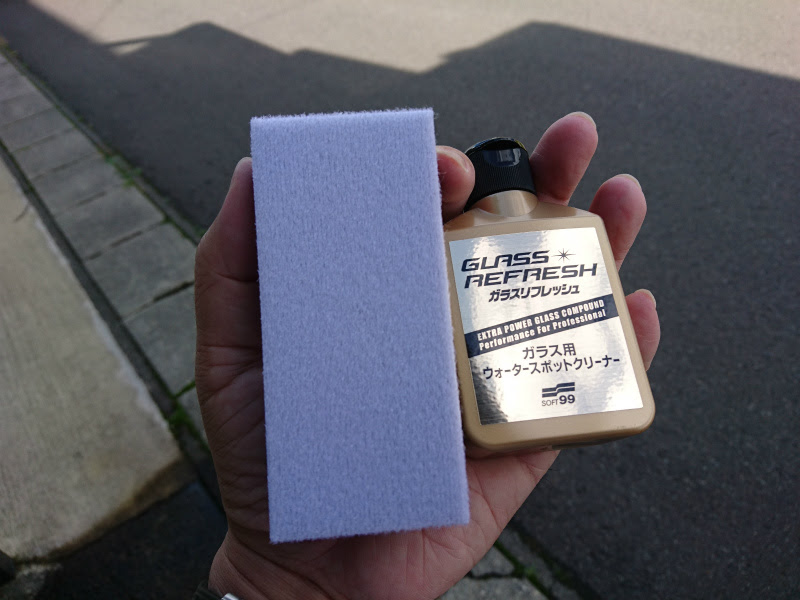 GLASS
REFRESH
ガラスリフレッシュ
EXTRA POWER GLASS COMPOUND
Performance For Professional
ガラス用
ウォータースポットクリーナー
SOFT99